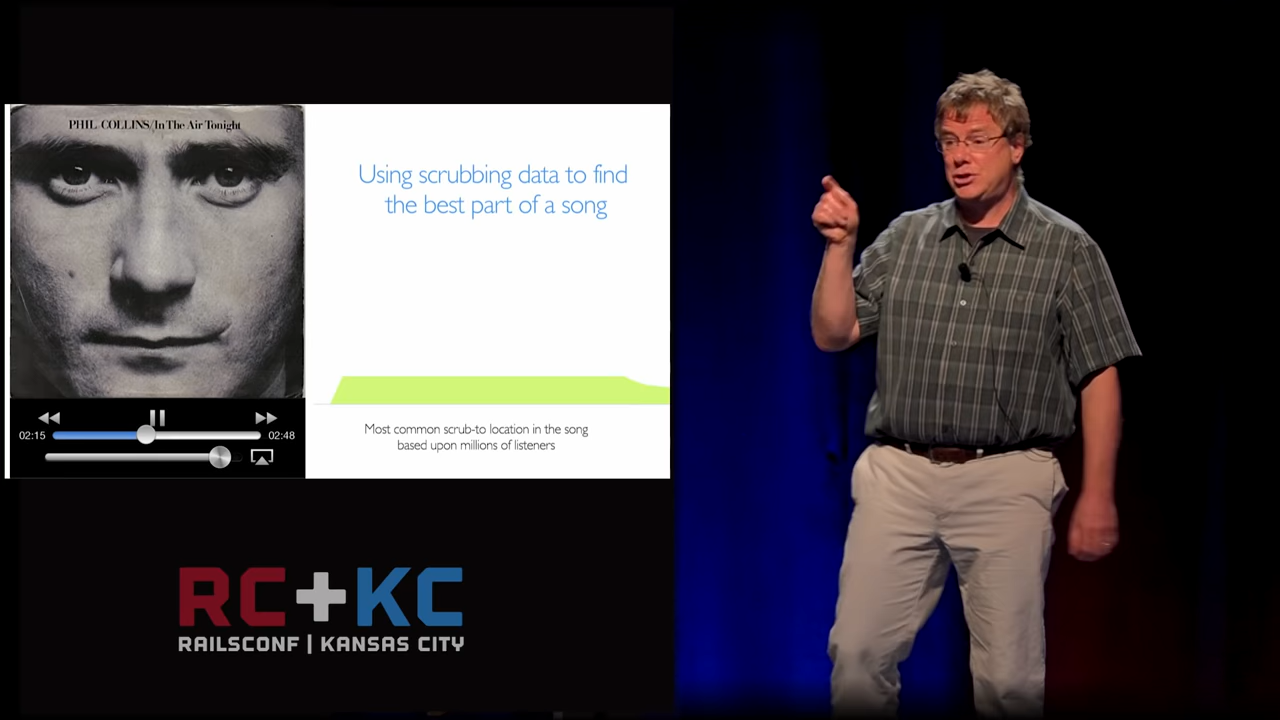 PHIL COLLINS/In The Air Tonight
Using scrubbing data to find
the best part of a song
02:15
02:48
Most common scrub-to location in the song
based upon millions of listeners
RC+KC
RAILSCONF | KANSAS CITY